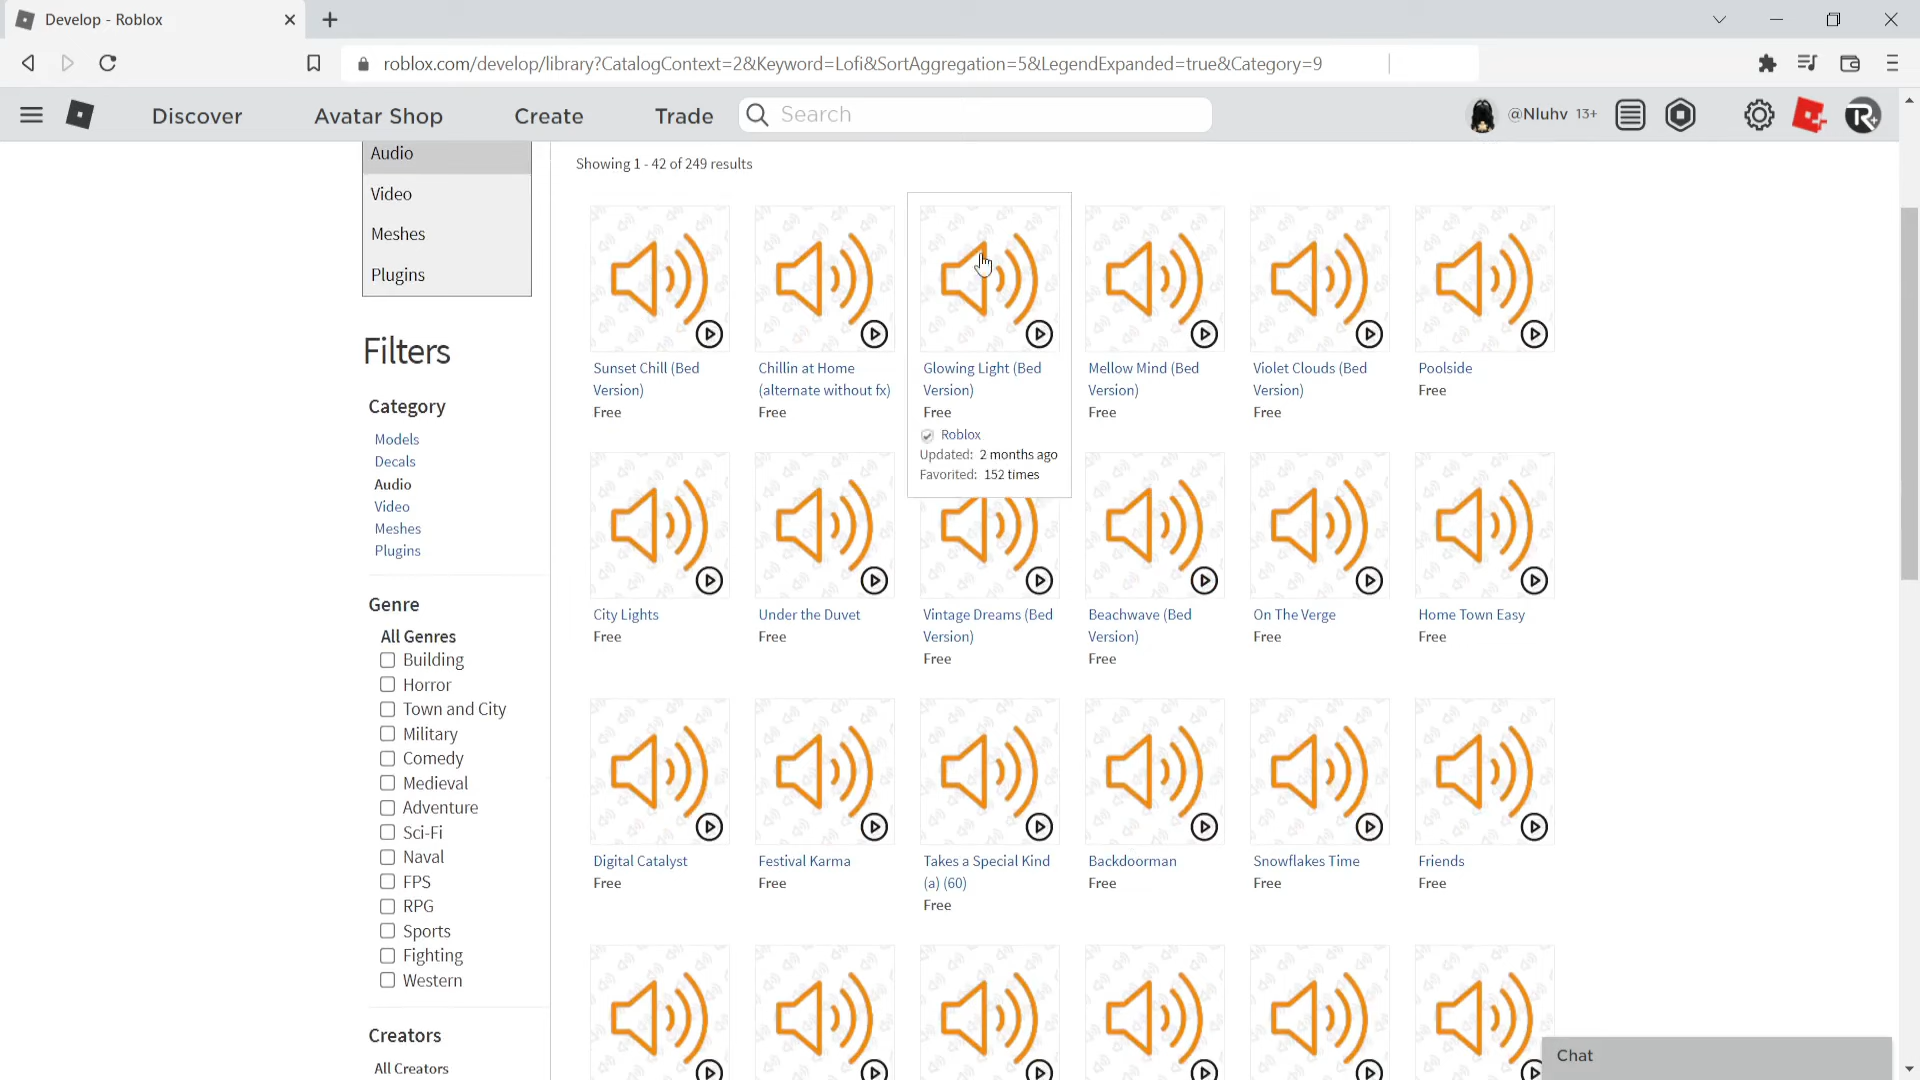 Develop - Roblox
roblox.com/develop/library?CatalogContext=2&Keyword=Lofi&SortAggregation=5&LegendExpanded=true&Category=9
Discover
Avatar Shop
Create
Trade
Search
@Nluhv 13+
Audio
Video
Meshes
Plugins
Filters
Category
Models
Decals
Audio
Video
Meshes
Plugins
Genre
All Genres
Building
Horror
Town and City
Military
Comedy
Medieval
Adventure
Sci-Fi
Naval
FPS
RPG
Sports
Fighting
Western
Creators
All Creators
Showing 1 - 42 of 249 results
Sunset Chill (Bed
Version)
Free
Chillin at Home
(alternate without fx)
Free
Glowing Light (Bed
Version)
Free
Roblox
Updated: 2 months ago
Favorited: 152 times
Mellow Mind (Bed
Version)
Free
Violet Clouds (Bed
Version)
Free
Poolside
Free
City Lights
Free
Under the Duvet
Free
Vintage Dreams (Bed
Version)
Free
Beachwave (Bed
Version)
Free
On The Verge
Free
Home Town Easy
Free
Digital Catalyst
Free
Festival Karma
Free
Takes a Special Kind
(a) (60)
Free
Backdoorman
Free
Snowflakes Time
Free
Friends
Free
Chat